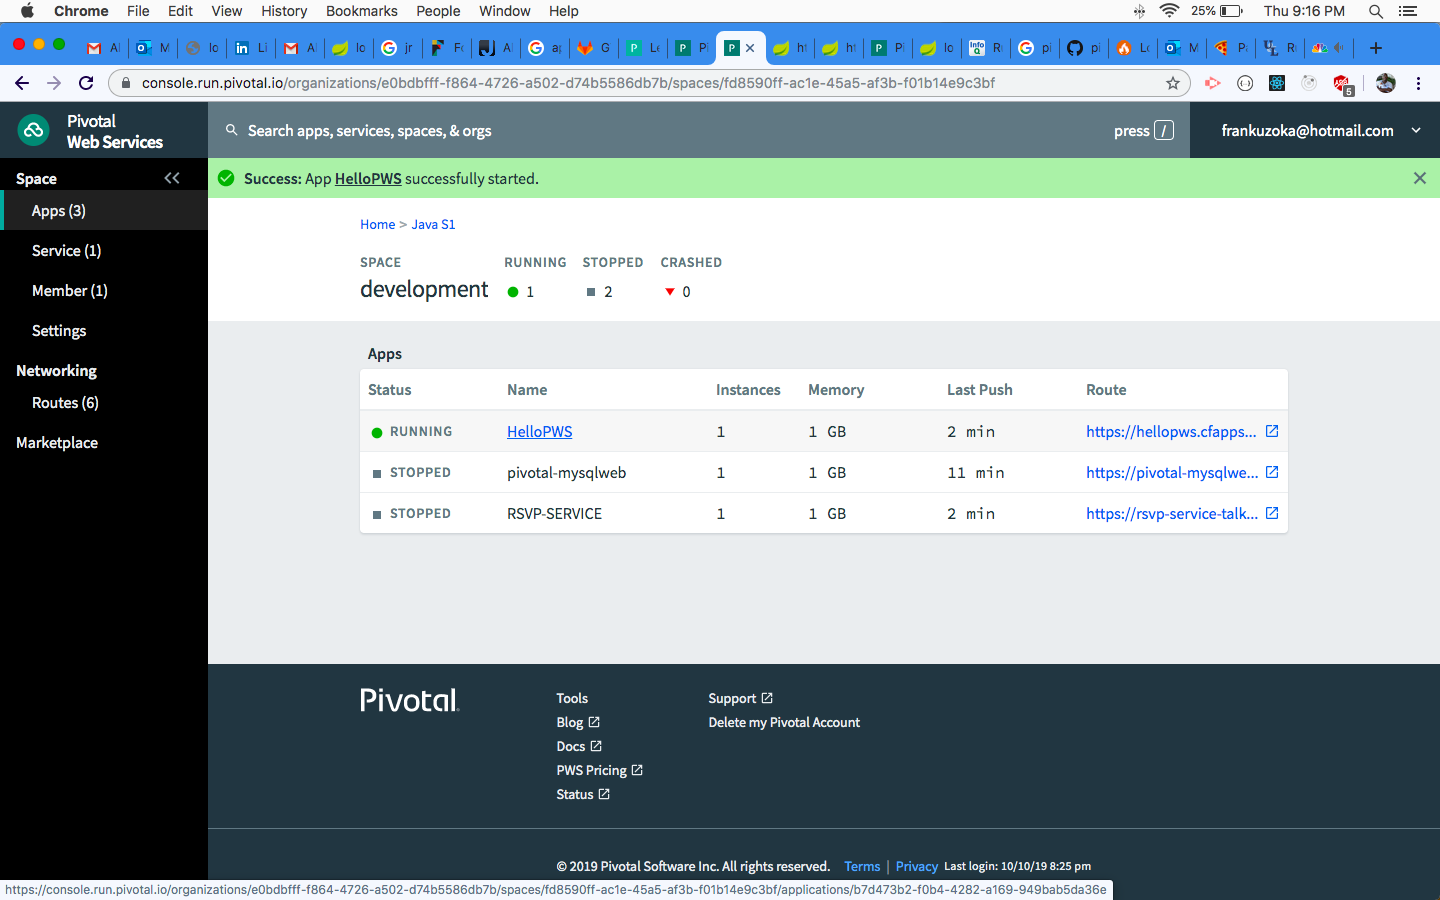 Chrome File Edit View History Bookmarks People Window Help 25% Thu 9:16 PM
console.run.pivotal.io/organizations/e0bdbfff-f864-4726-a502-d74b5586db7b/spaces/fd8590ff-ac1e-45a5-af3b-f01b14e9c3bf
5
Pivotal
Web Services
Search apps, services, spaces, & orgs press / frankuzoka@hotmail.com
Space
Success: App HelloPWS successfully started.
Apps (3)
Service (1)
Member (1)
Settings
Networking
Routes (6)
Marketplace
Home > Java S1
SPACE RUNNING STOPPED CRASHED
development 1 2 0
Apps
Status Name Instances Memory Last Push Route
RUNNING HelloPWS 1 1 GB 2 min https://hellopws.cfapps...
STOPPED pivotal-mysqlweb 1 1 GB 11 min https://pivotal-mysqlwe...
STOPPED RSVP-SERVICE 1 1 GB 2 min https://rsvp-service-talk...
Pivotal
Tools
Blog
Docs
PWS Pricing
Status
Support
Delete my Pivotal Account
© 2019 Pivotal Software Inc. All rights reserved. Terms | Privacy Last login: 10/10/19 8:25 pm
https://console.run.pivotal.io/organizations/e0bdbfff-f864-4726-a502-d74b5586db7b/spaces/fd8590ff-ac1e-45a5-af3b-f01b14e9c3bf/applications/b7d473b2-f0b4-4282-a169-949bab5da36e